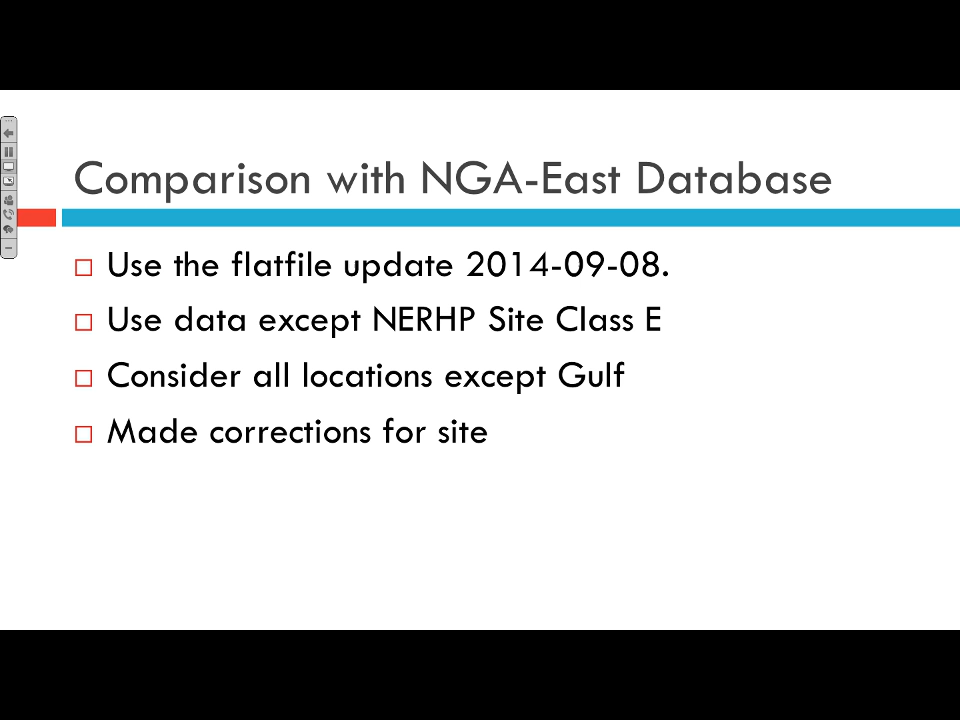 Comparison with NGA-East Database
Use the flatfile update 2014-09-08.
Use data except NERHP Site Class E
Consider all locations except Gulf
Made corrections for site